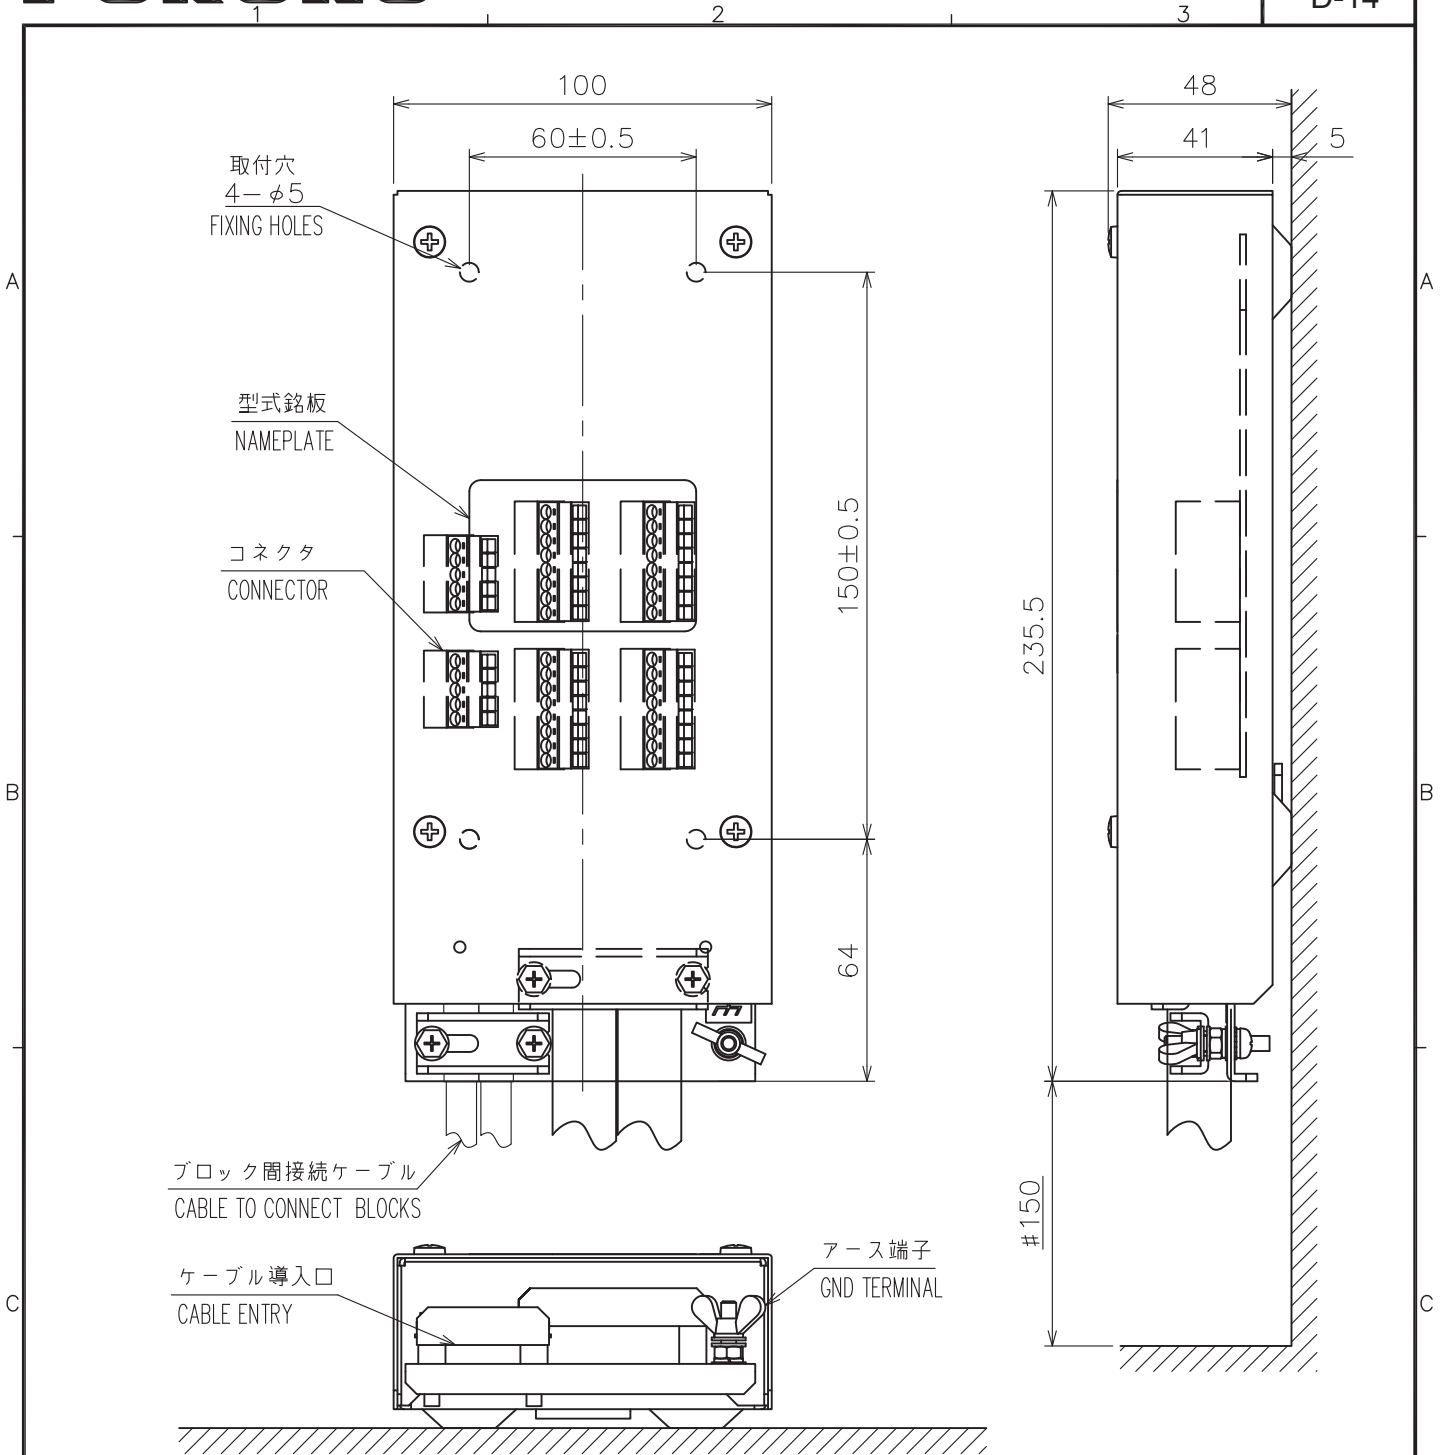 1
2
3
100
60±0.5
取付穴
4－φ5
FIXING HOLES
48
41
5
A
A
型式銘板
NAMEPLATE
コネクタ
CONNECTOR
150±0.5
235.5
B
B
64
ブロック間接続ケーブル
CABLE TO CONNECT BLOCKS
#150
アース端子
GND TERMINAL
ケーブル導入口
CABLE ENTRY
C
C